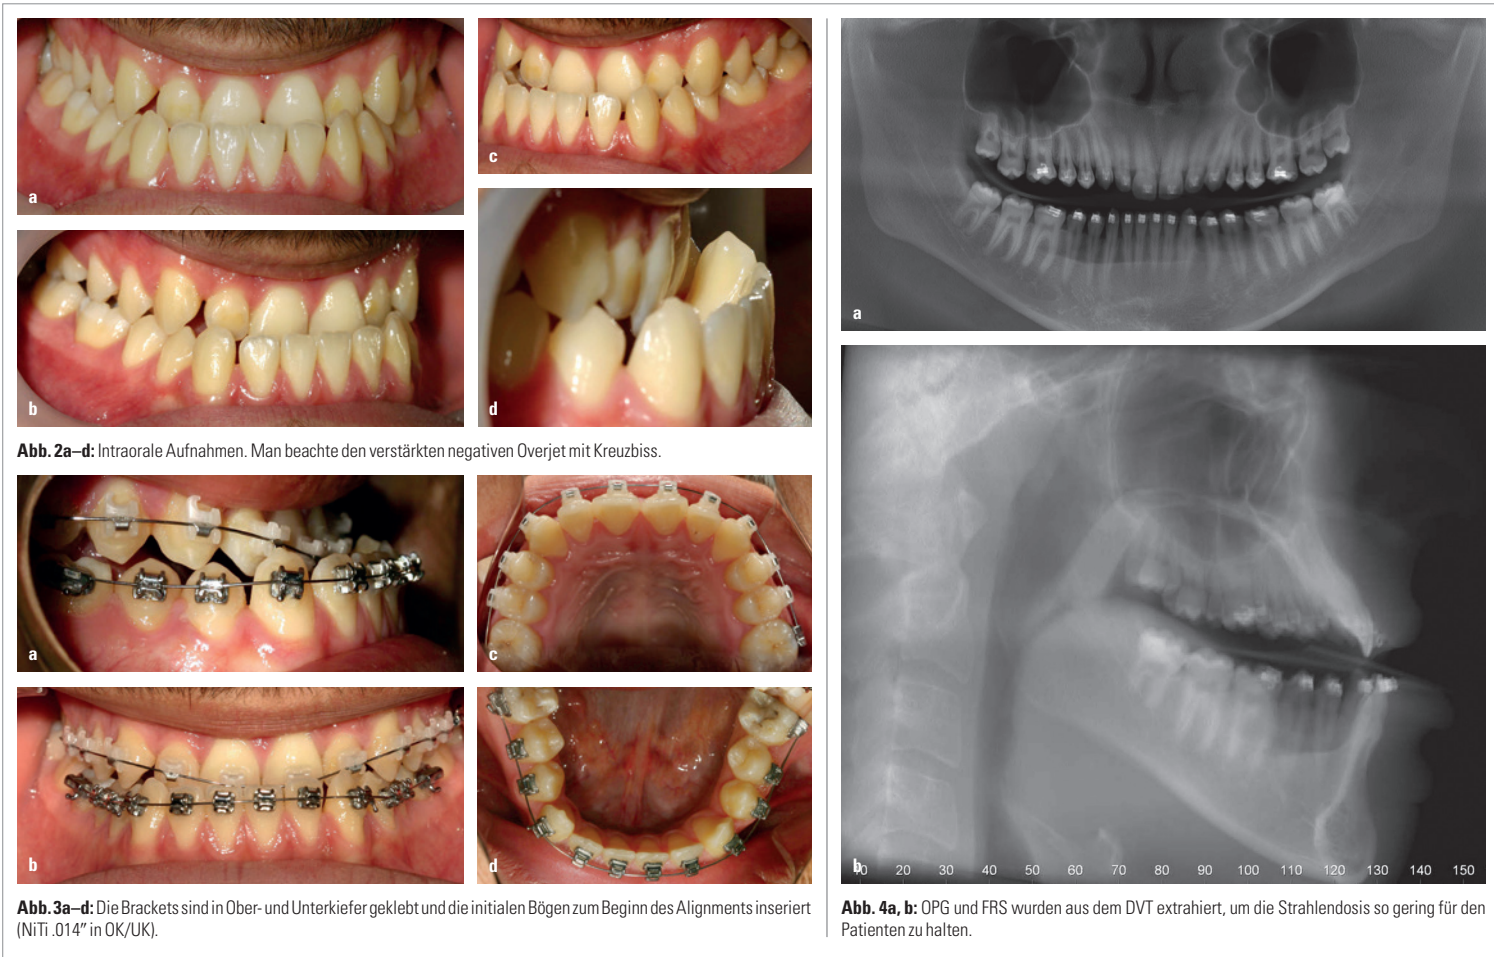 a
c
b
d
Abb. 2a–d: Intraorale Aufnahmen. Man beachte den verstärkten negativen Overjet mit Kreuzbiss.
a
c
b
d
Abb. 3a–d: Die Brackets sind in Ober- und Unterkiefer geklebt und die initialen Bögen zum Beginn des Alignments inseriert
(NiTi .014″ in OK/UK).
a
b
10 20 30 40 50 60 70 80 90 100 110 120 130 140 150
Abb. 4a, b: OPG und FRS wurden aus dem DVT extrahiert, um die Strahlendosis so gering für den
Patienten zu halten.